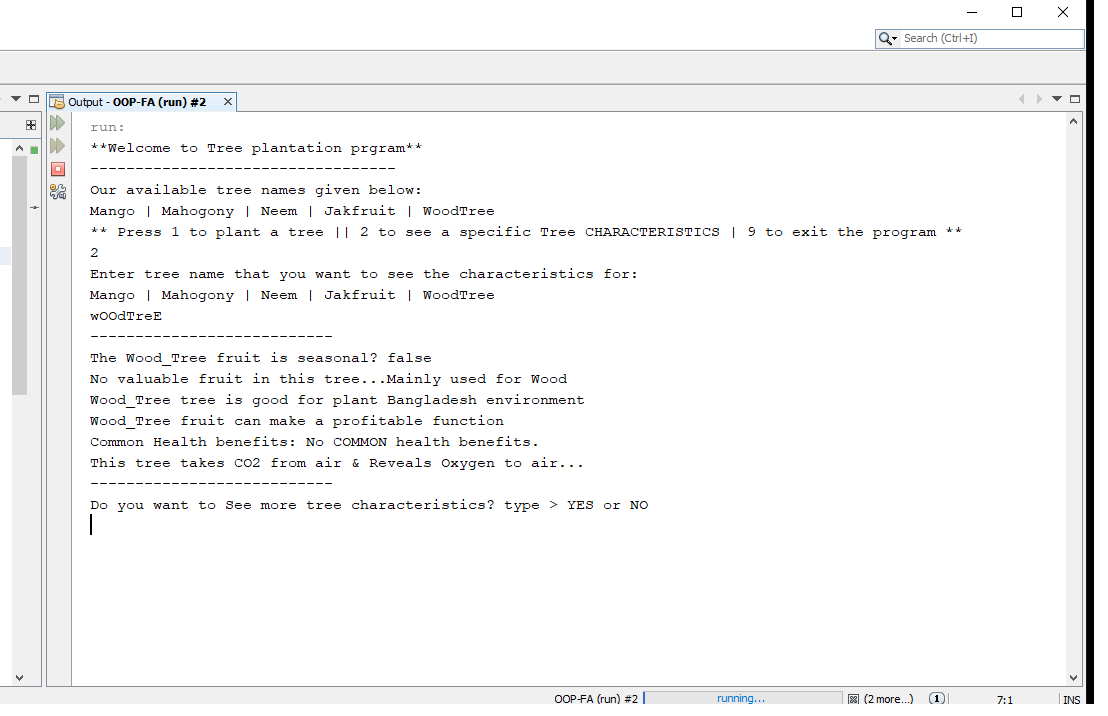 Search (Ctrl+I)
Output - OOP-FA (run) #2
run:
**Welcome to Tree plantation prgram**
----------------------------------
Our available tree names given below:
Mango | Mahogony | Neem | Jakfruit | WoodTree
** Press 1 to plant a tree || 2 to see a specific Tree CHARACTERISTICS | 9 to exit the program **
2
Enter tree name that you want to see the characteristics for:
Mango | Mahogony | Neem | Jakfruit | WoodTree
wOOdTreE
---------------------------
The Wood_Tree fruit is seasonal? false
No valuable fruit in this tree...Mainly used for Wood
Wood_Tree tree is good for plant Bangladesh environment
Wood_Tree fruit can make a profitable function
Common Health benefits: No COMMON health benefits.
This tree takes CO2 from air & Reveals Oxygen to air...
---------------------------
Do you want to See more tree characteristics? type > YES or NO
OOP-FA (run) #2 running... (2 more...) 1 7:1 INS